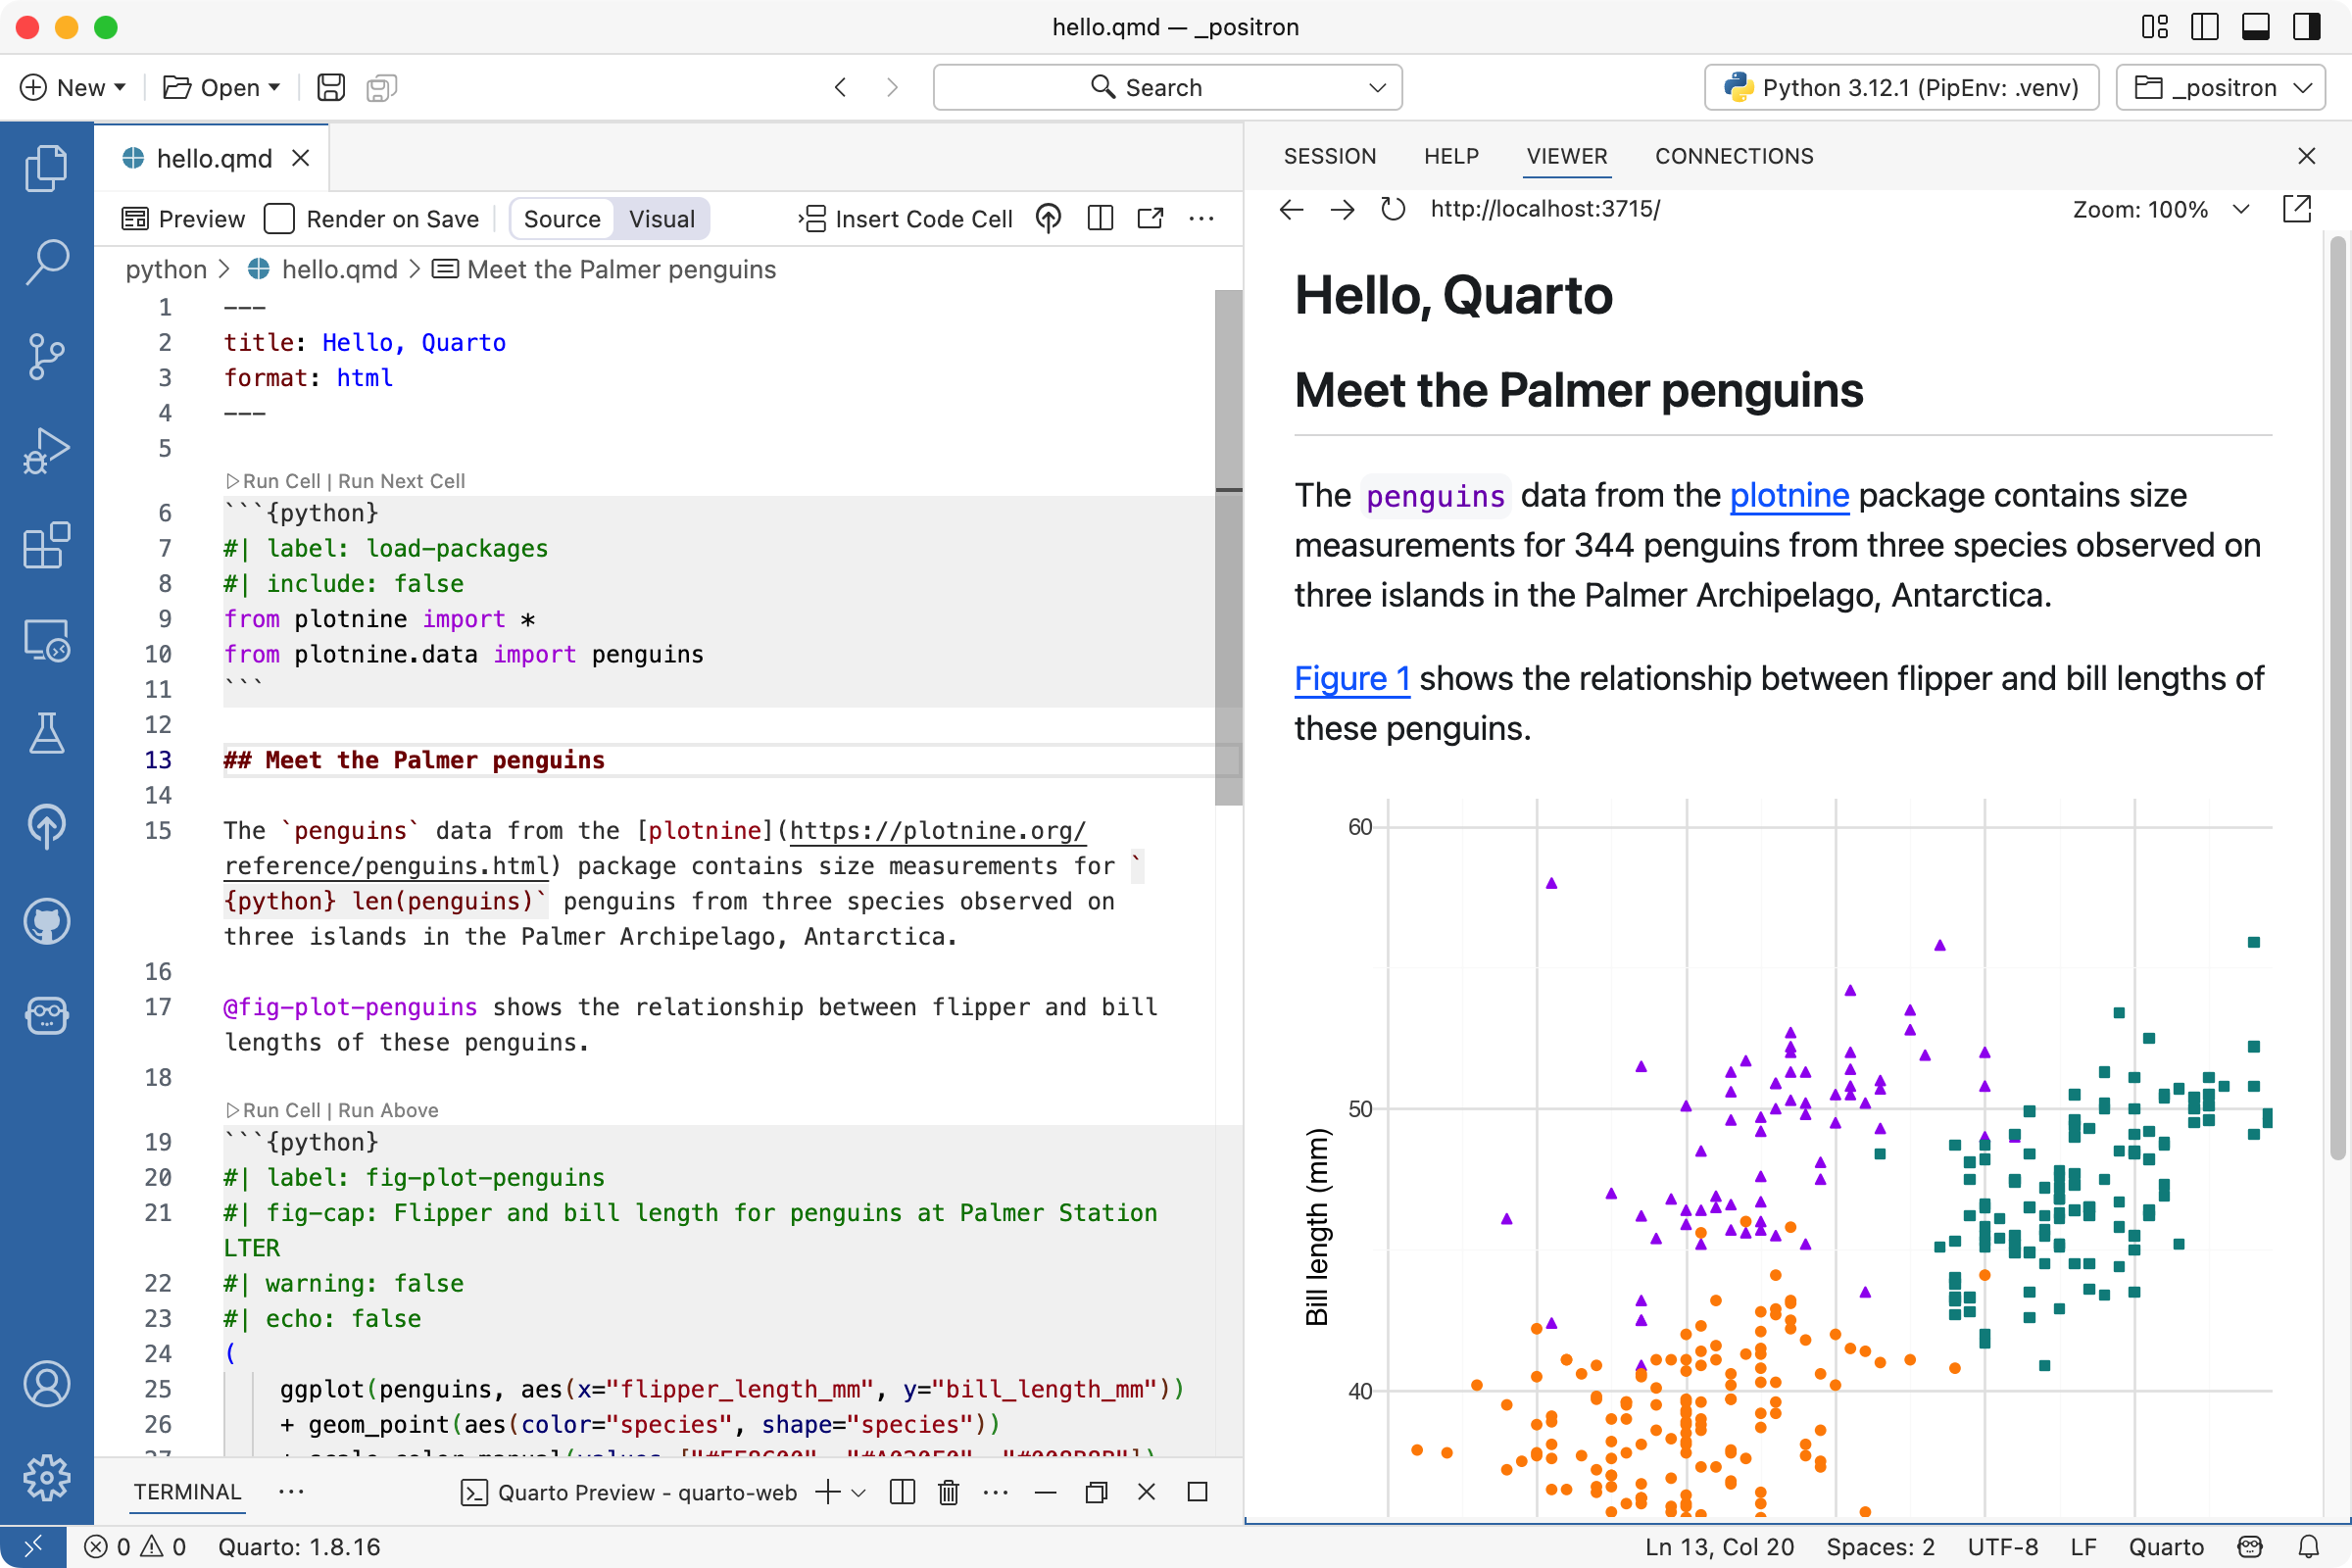 hello.qmd — _positron
New
Open
Search
Python 3.12.1 (PipEnv: .venv)
_positron
hello.qmd
Preview
Render on Save
Source
Visual
Insert Code Cell
python > hello.qmd > Meet the Palmer penguins
1 ---
2 title: Hello, Quarto
3 format: html
4 ---
5
Run Cell | Run Next Cell
6 ```{python}
7 #| label: load-packages
8 #| include: false
9 from plotnine import *
10 from plotnine.data import penguins
11 ```
12
13 ## Meet the Palmer penguins
14
15 The `penguins` data from the [plotnine](https://plotnine.org/
reference/penguins.html) package contains size measurements for `
{python} len(penguins)` penguins from three species observed on
three islands in the Palmer Archipelago, Antarctica.
16
17 @fig-plot-penguins shows the relationship between flipper and bill
lengths of these penguins.
18
Run Cell | Run Above
19 ```{python}
20 #| label: fig-plot-penguins
21 #| fig-cap: Flipper and bill length for penguins at Palmer Station
LTER
22 #| warning: false
23 #| echo: false
24 (
25 ggplot(penguins, aes(x="flipper_length_mm", y="bill_length_mm"))
26 + geom_point(aes(color="species", shape="species"))
TERMINAL
Quarto Preview - quarto-web
SESSION
HELP
VIEWER
CONNECTIONS
http://localhost:3715/
Zoom: 100%
Hello, Quarto
Meet the Palmer penguins
The penguins data from the plotnine package contains size
measurements for 344 penguins from three species observed on
three islands in the Palmer Archipelago, Antarctica.
Figure 1 shows the relationship between flipper and bill lengths of
these penguins.
60
50
40
Bill length (mm)
0
0
Quarto: 1.8.16
Ln 13, Col 20
Spaces: 2
UTF-8
LF
Quarto